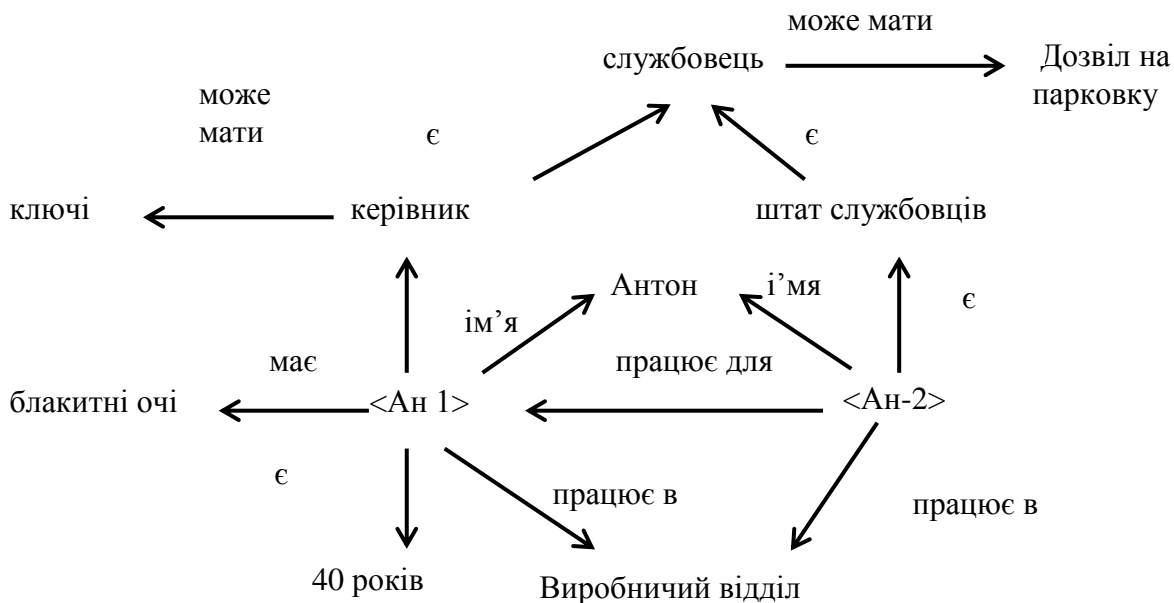 може мати
службовець
Дозвіл на
парковку
може
мати
є
є
ключі
керівник
штат службовців
Антон
і’мя
є
ім’я
має
працює для
блакитні очі
<Ан 1>
<Ан-2>
є
працює в
працює в
40 років
Виробничий відділ